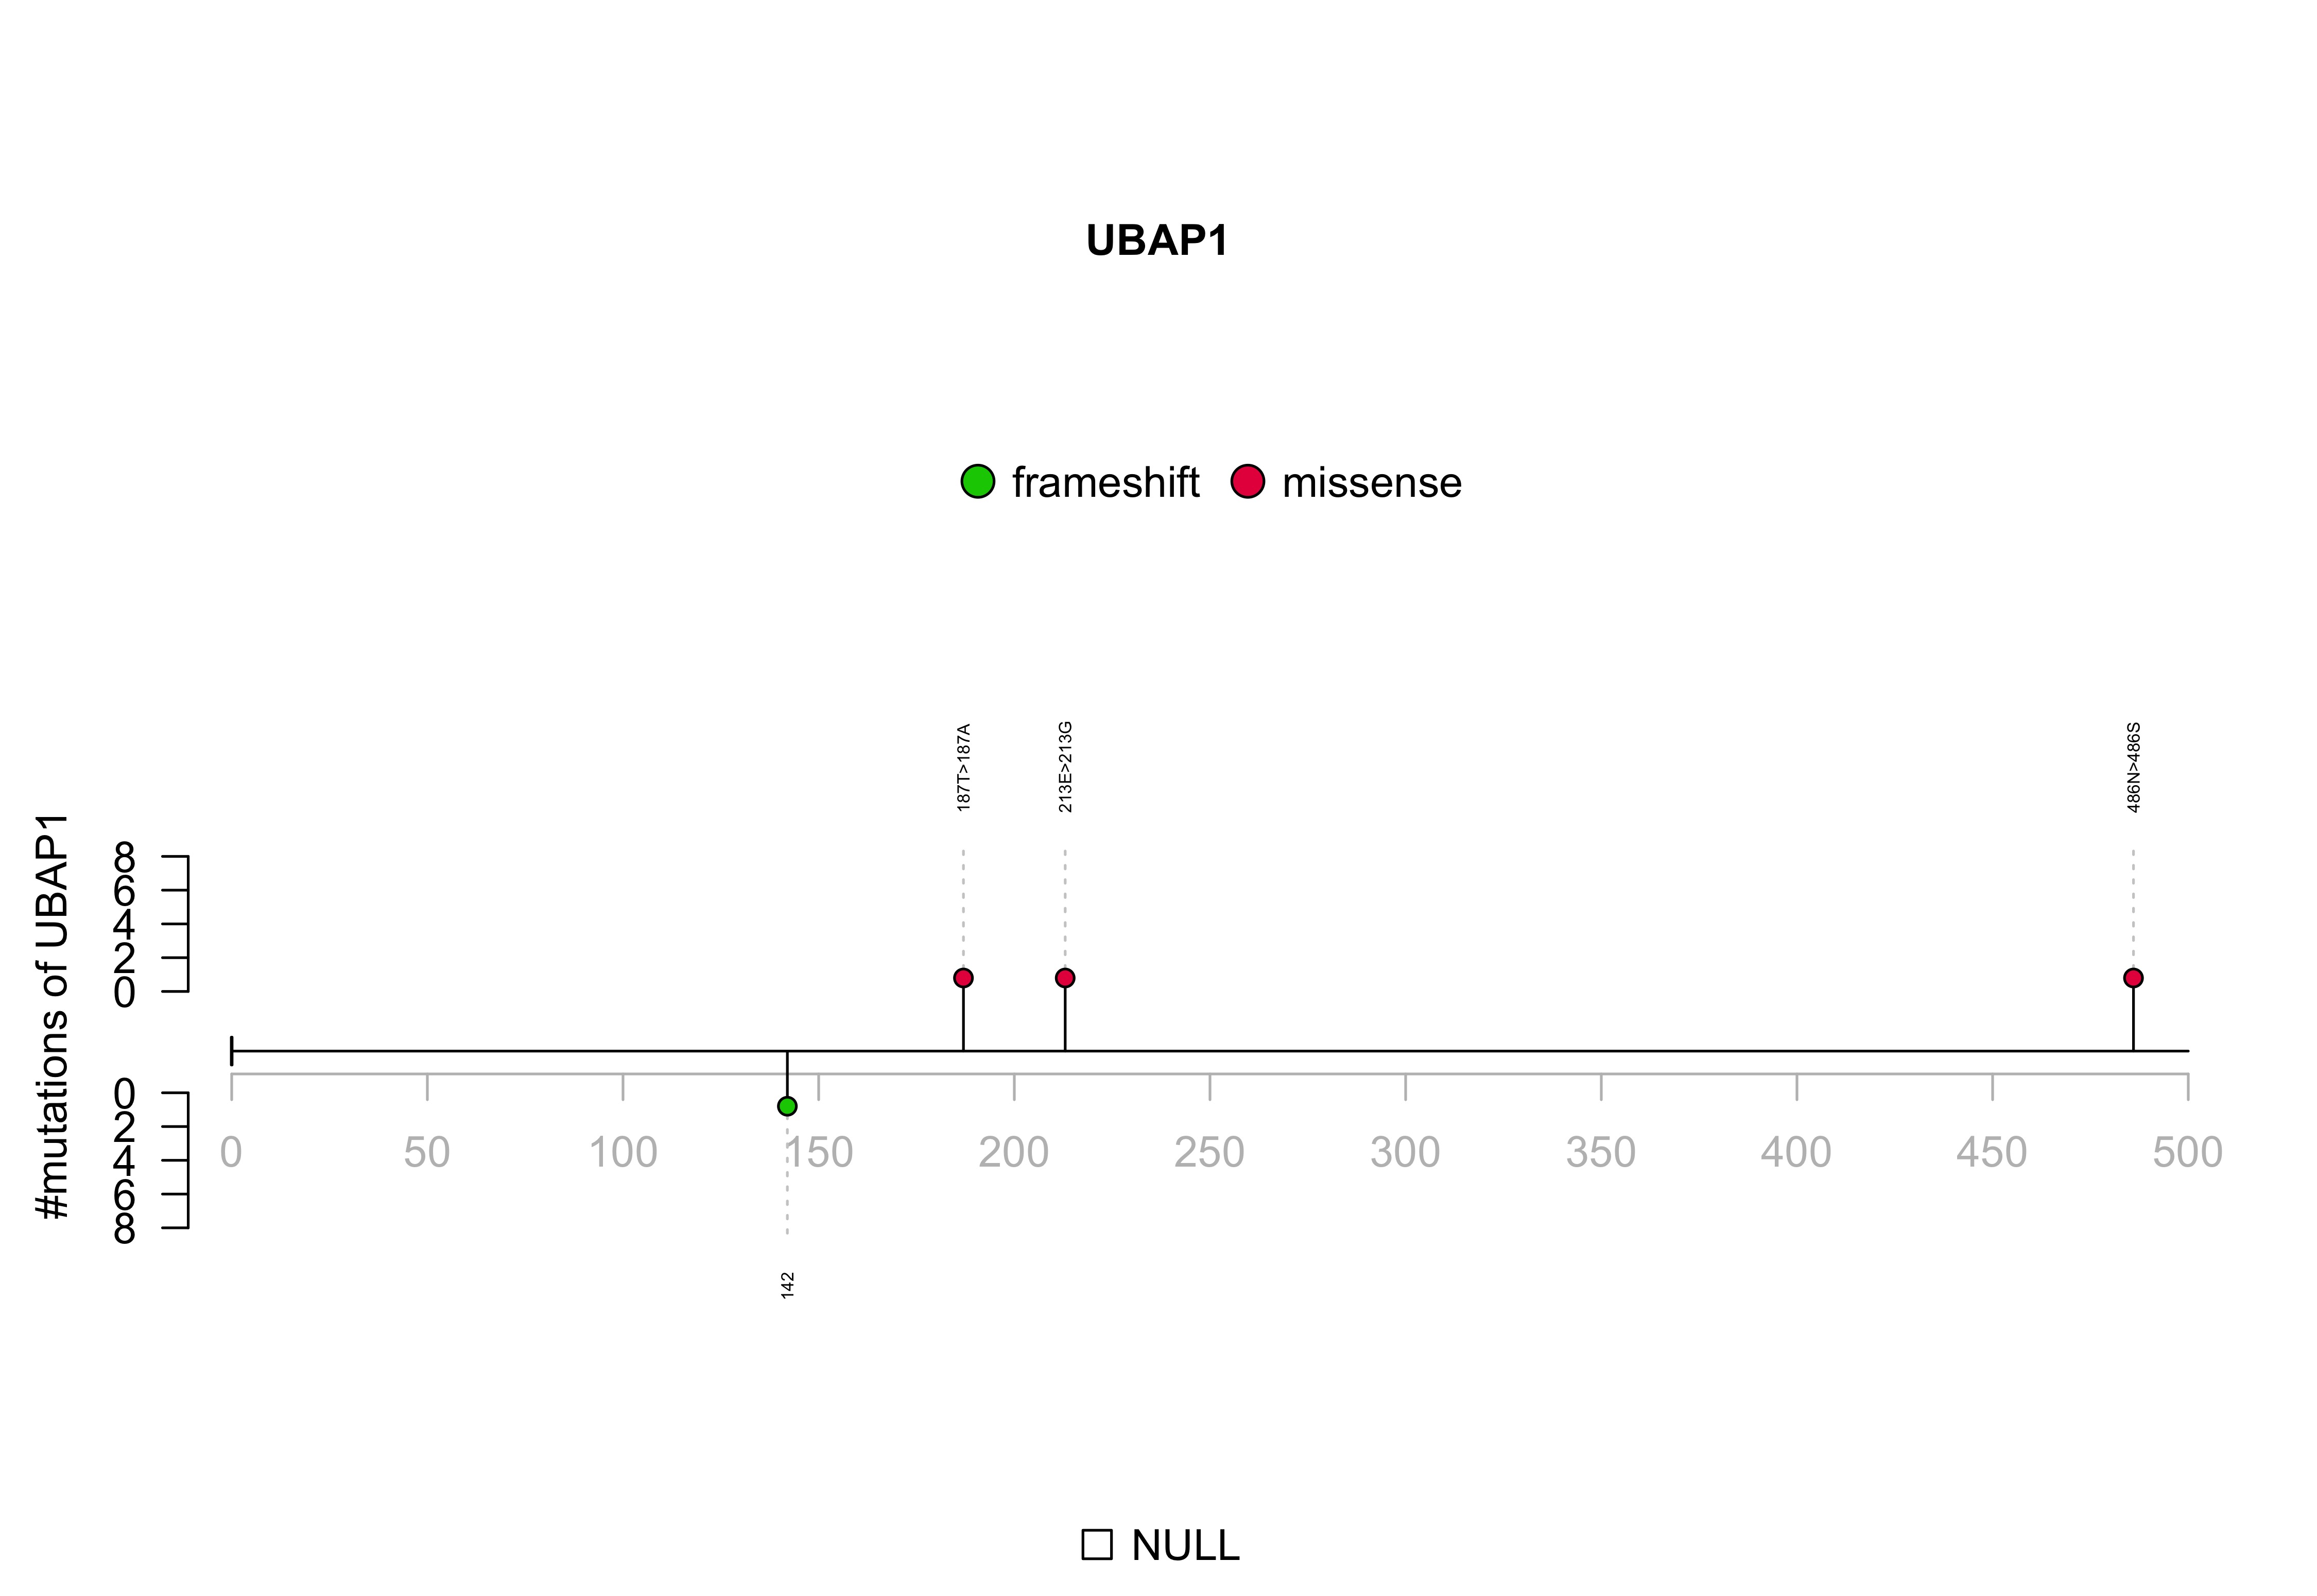 UBAP1
frameshift missense
187T>187A
213E>213G
486N>486S
#mutations of UBAP1
8
6
4
2
0
0
2
4
6
8
0 50 100 150 200 250 300 350 400 450 500
142
NULL